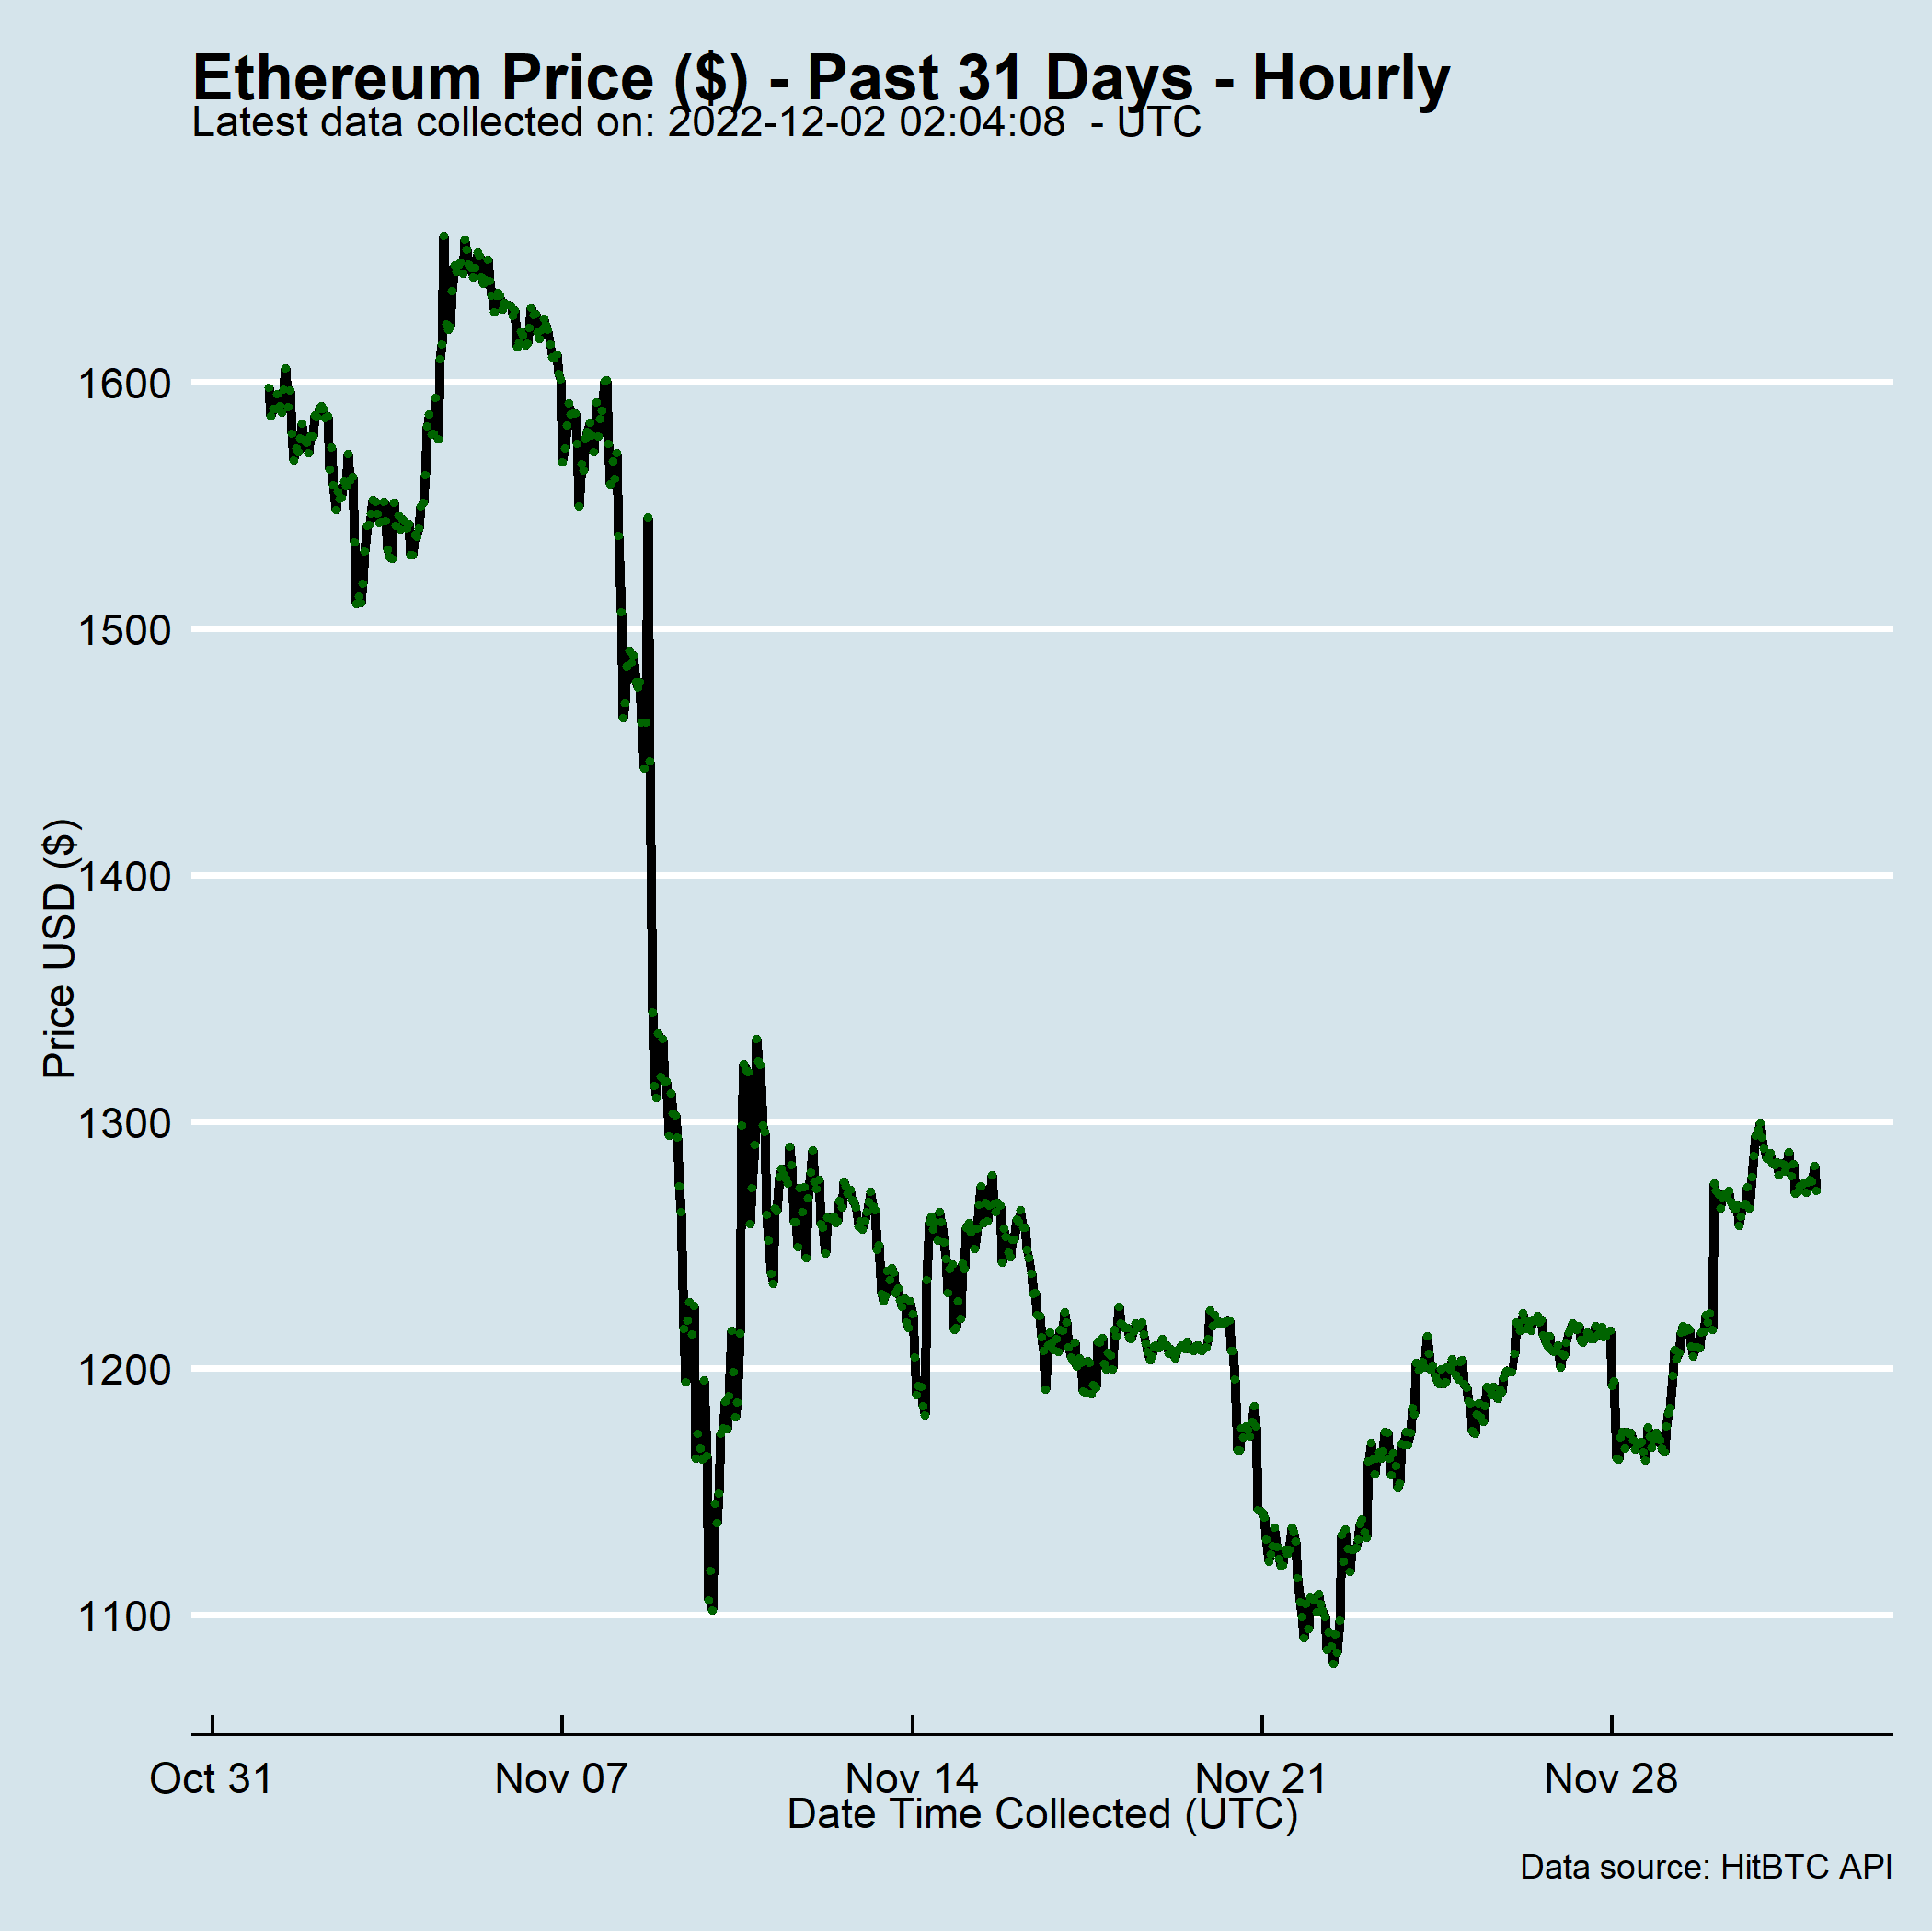 Ethereum Price ($) - Past 31 Days - Hourly
Latest data collected on: 2022-12-02 02:04:08  - UTC
Price USD ($)
1600
1500
1400
1300
1200
1100
Oct 31
Nov 07
Nov 14
Nov 21
Nov 28
Date Time Collected (UTC)
Data source: HitBTC API